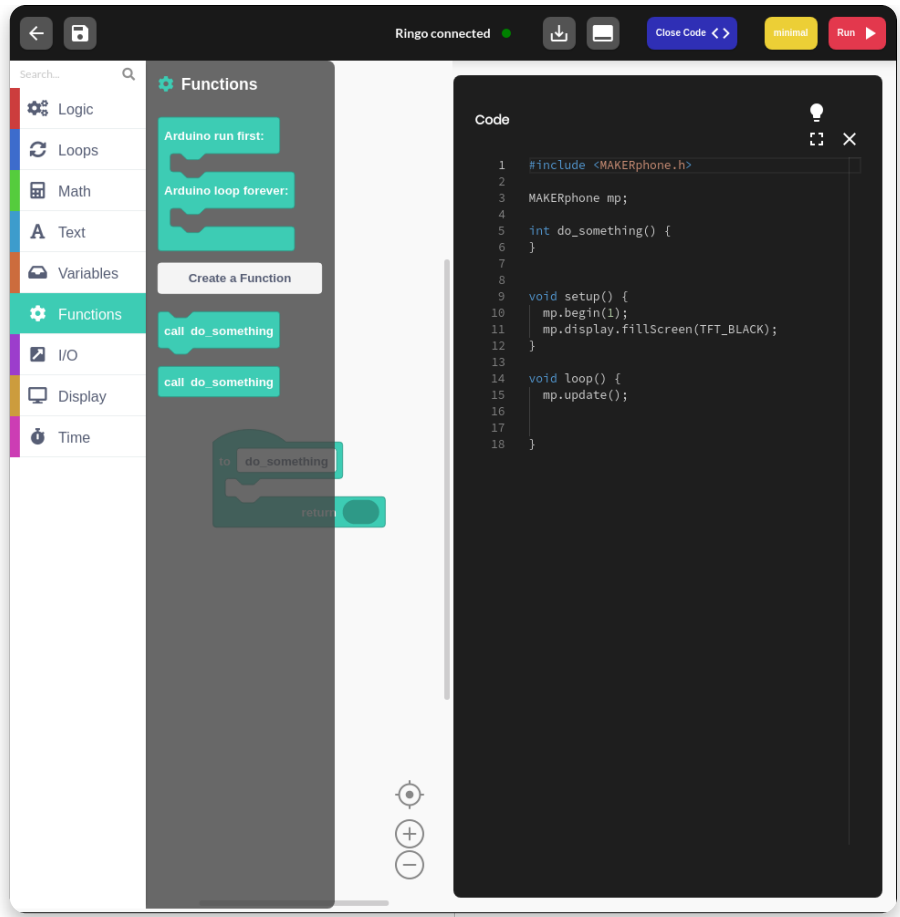 Ringo connected
Close Code
minimal
Run
Search...
Logic
Loops
Math
Text
Variables
Functions
I/O
Display
Time
Functions
Arduino run first:
Arduino loop forever:
Create a Function
call do_something
call do_something
to do_something
return
Code
1 #include <MAKERphone.h>
2
3 MAKERphone mp;
4
5 int do_something() {
6 }
7
8
9 void setup() {
10 mp.begin(1);
11 mp.display.fillScreen(TFT_BLACK);
12 }
13
14 void loop() {
15 mp.update();
16
17
18 }